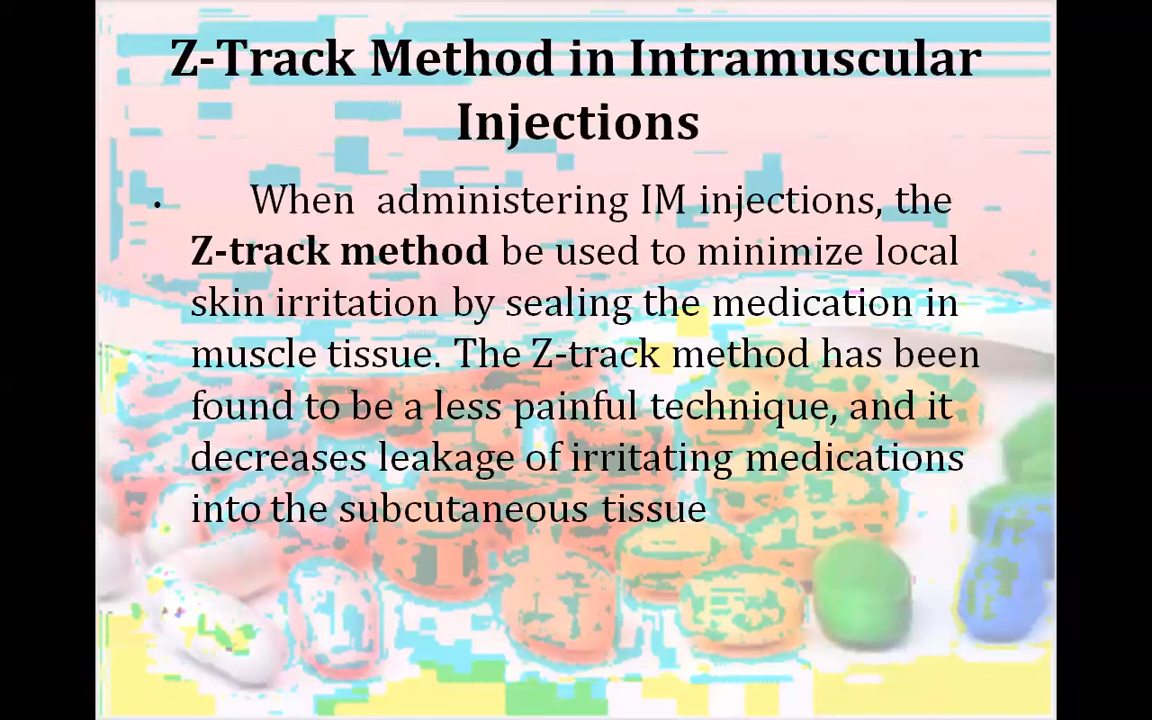 Z-Track Method in Intramuscular
Injections
• When administering IM injections, the
Z-track method be used to minimize local
skin irritation by sealing the medication in
muscle tissue. The Z-track method has been
found to be a less painful technique, and it
decreases leakage of irritating medications
into the subcutaneous tissue